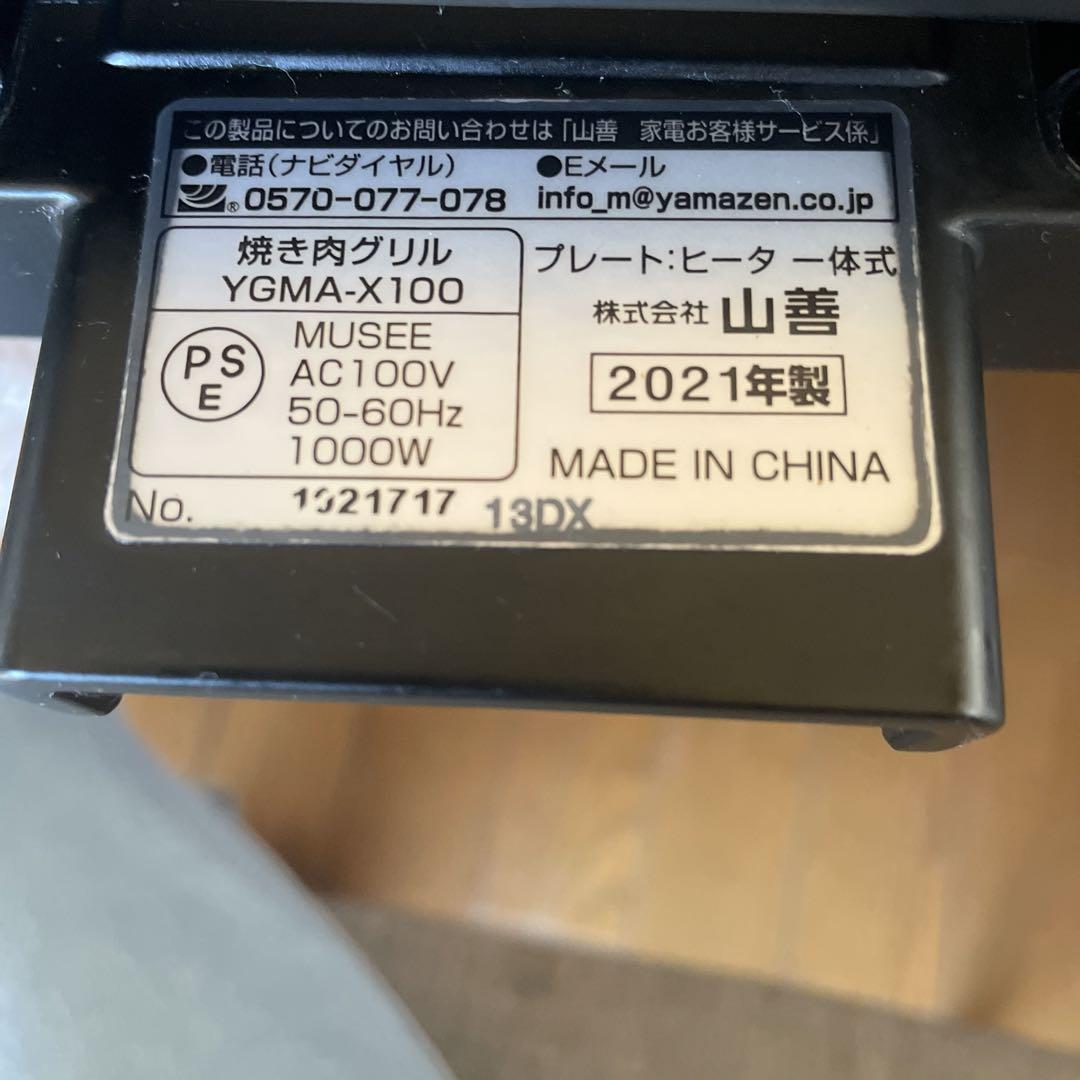 この製品についてのお問い合わせは「山善 家電お客様サービス係」
●電話(ナビダイヤル)
® 0570-077-078
●Eメール
info_m@yamazen.co.jp
焼き肉グリル
YGMA-X100
PSE
MUSEE
AC100V
50-60Hz
1000W
プレート:ヒーター一体式
株式会社 山善
2021年製
MADE IN CHINA
No. 1921717 13DX